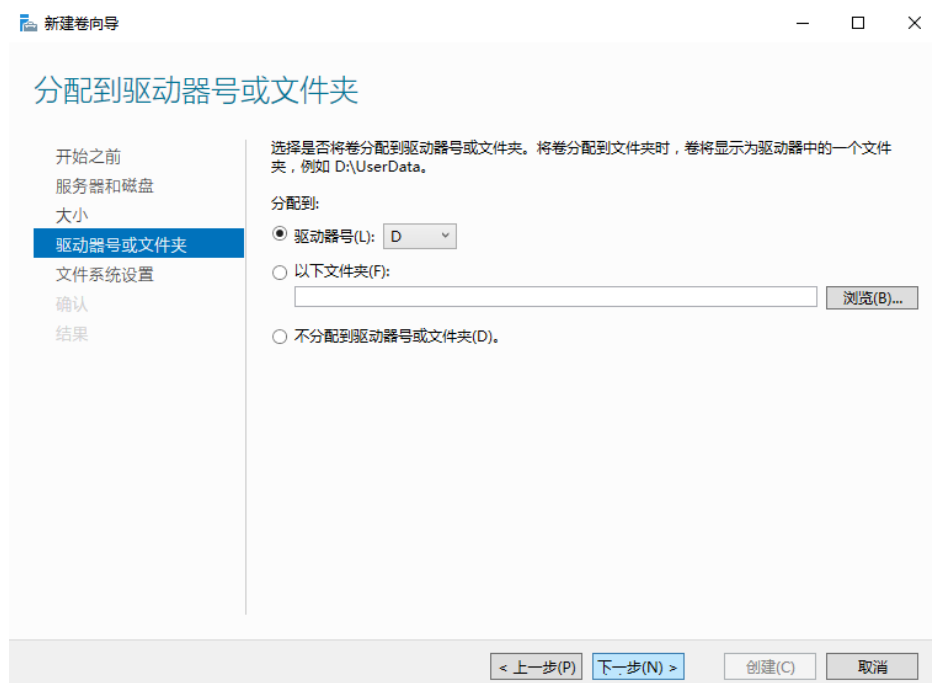 新建卷向导
分配到驱动器号或文件夹
开始之前
服务器和磁盘
大小
驱动器号或文件夹
文件系统设置
确认
结果
选择是否将卷分配到驱动器号或文件夹。将卷分配到文件夹时，卷将显示为驱动器中的一个文件
夹，例如 D:\UserData。
分配到:
驱动器号(L): D
以下文件夹(F):
浏览(B)...
不分配到驱动器号或文件夹(D)。
< 上一步(P) 下一步(N) > 创建(C) 取消